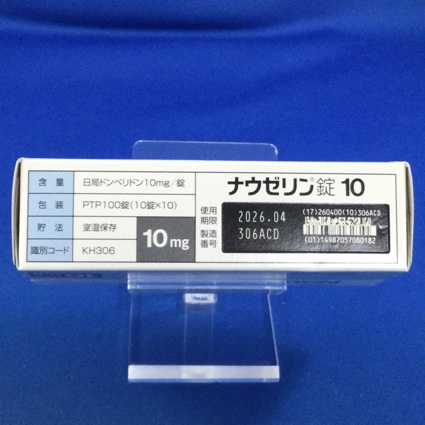 含量 日局ドンペリドン10mg/錠
包装 PTP100錠(10錠×10)
貯法 室温保存
識別コード KH306
10mg
ナウゼリン®錠 10
使用期限 2026.04
製造番号 306ACD
(17)260400(10)306ACD
(01)14987057080182